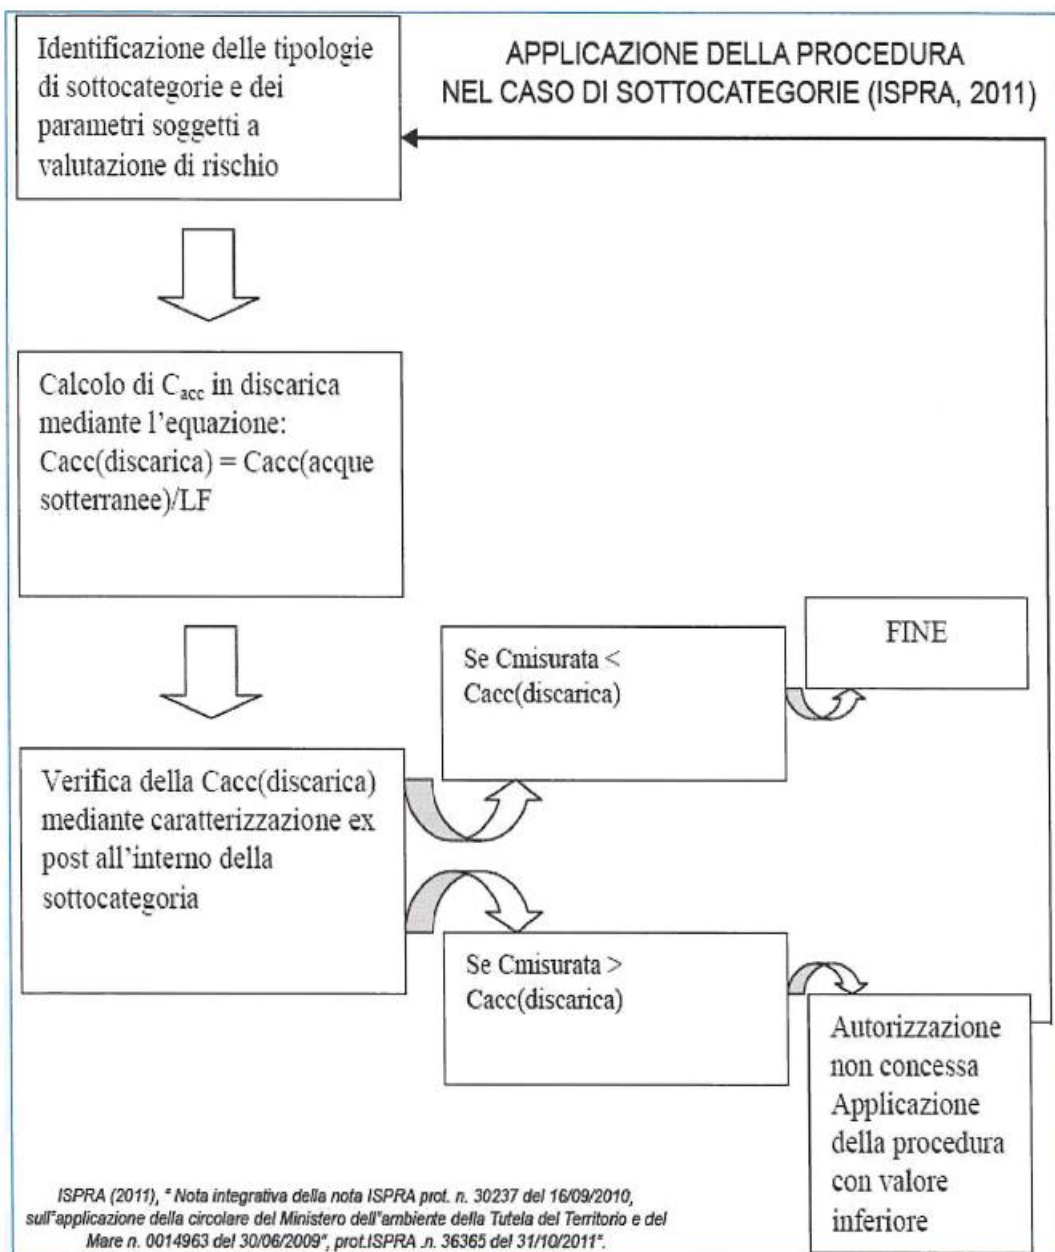 Identificazione delle tipologie
di sottocategorie e dei
parametri soggetti a
valutazione di rischio
APPLICAZIONE DELLA PROCEDURA
NEL CASO DI SOTTOCATEGORIE (ISPRA, 2011)
Calcolo di Cacc in discarica
mediante l'equazione:
Cacc(discarica) = Cacc(acque
sotterranee)/LF
Se Cmisurata <
Cacc(discarica)
FINE
Verifica della Cacc(discarica)
mediante caratterizzazione ex
post all'interno della
sottocategoria
Se Cmisurata >
Cacc(discarica)
Autorizzazione
non concessa
Applicazione
della procedura
con valore
inferiore
ISPRA (2011), " Nota integrativa della nota ISPRA prot. n. 30237 del 16/09/2010,
sull"applicazione della circolare del Ministero dell"ambiente della Tutela del Territorio e del
Mare n. 0014963 del 30/06/2009", prot.ISPRA .n. 36365 del 31/10/2011".